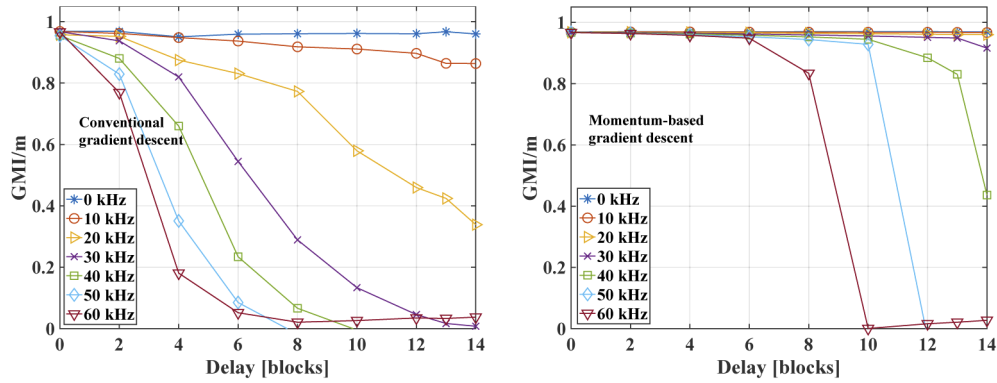 1
0.8
0.6
0.4
0.2
0
GMI/m
Conventional
gradient descent
0 kHz
10 kHz
20 kHz
30 kHz
40 kHz
50 kHz
60 kHz
0 2 4 6 8 10 12 14
Delay [blocks]
1
0.8
0.6
0.4
0.2
0
GMI/m
Momentum-based
gradient descent
0 kHz
10 kHz
20 kHz
30 kHz
40 kHz
50 kHz
60 kHz
0 2 4 6 8 10 12 14
Delay [blocks]